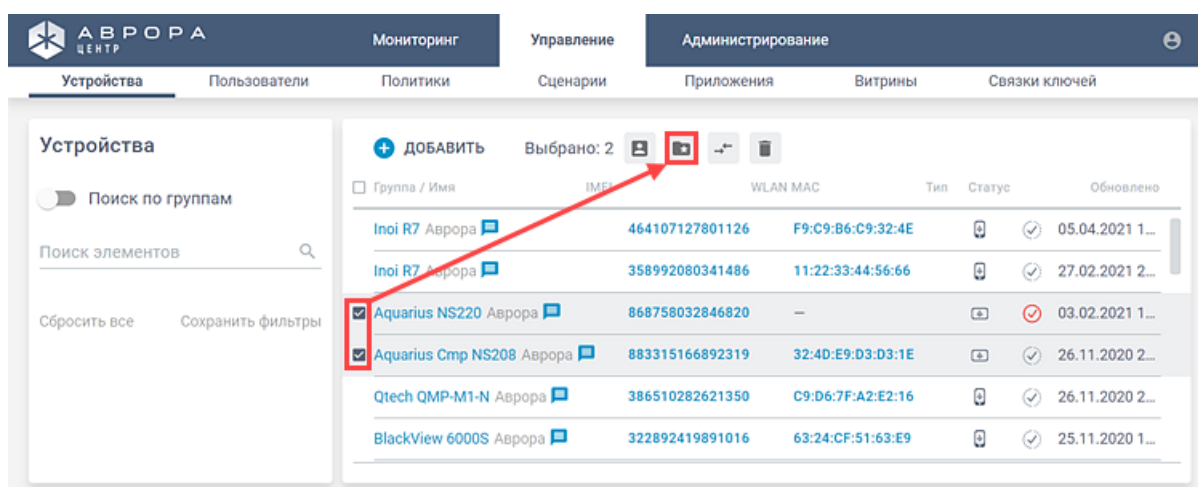 АВРОРА
ЦЕНТР
Мониторинг Управление Администрирование
Устройства Пользователи Политики Сценарии Приложения Витрины Связки ключей
Устройства
Поиск по группам
Поиск элементов
Сбросить все Сохранить фильтры
ДОБАВИТЬ Выбрано: 2
Группа / Имя IMEI WLAN MAC Тип Статус Обновлено
Inoi R7 Аврора 464107127801126 F9:C9:B6:C9:32:4E 05.04.2021 1...
Inoi R7 Аврора 358992080341486 11:22:33:44:56:66 27.02.2021 2...
Aquarius NS220 Аврора 868758032846820 — 03.02.2021 1...
Aquarius Cmp NS208 Аврора 883315166892319 32:4D:E9:D3:D3:1E 26.11.2020 2...
Qtech QMP-M1-N Аврора 386510282621350 C9:D6:7F:A2:E2:16 26.11.2020 2...
BlackView 6000S Аврора 322892419891016 63:24:CF:51:63:E9 25.11.2020 1...